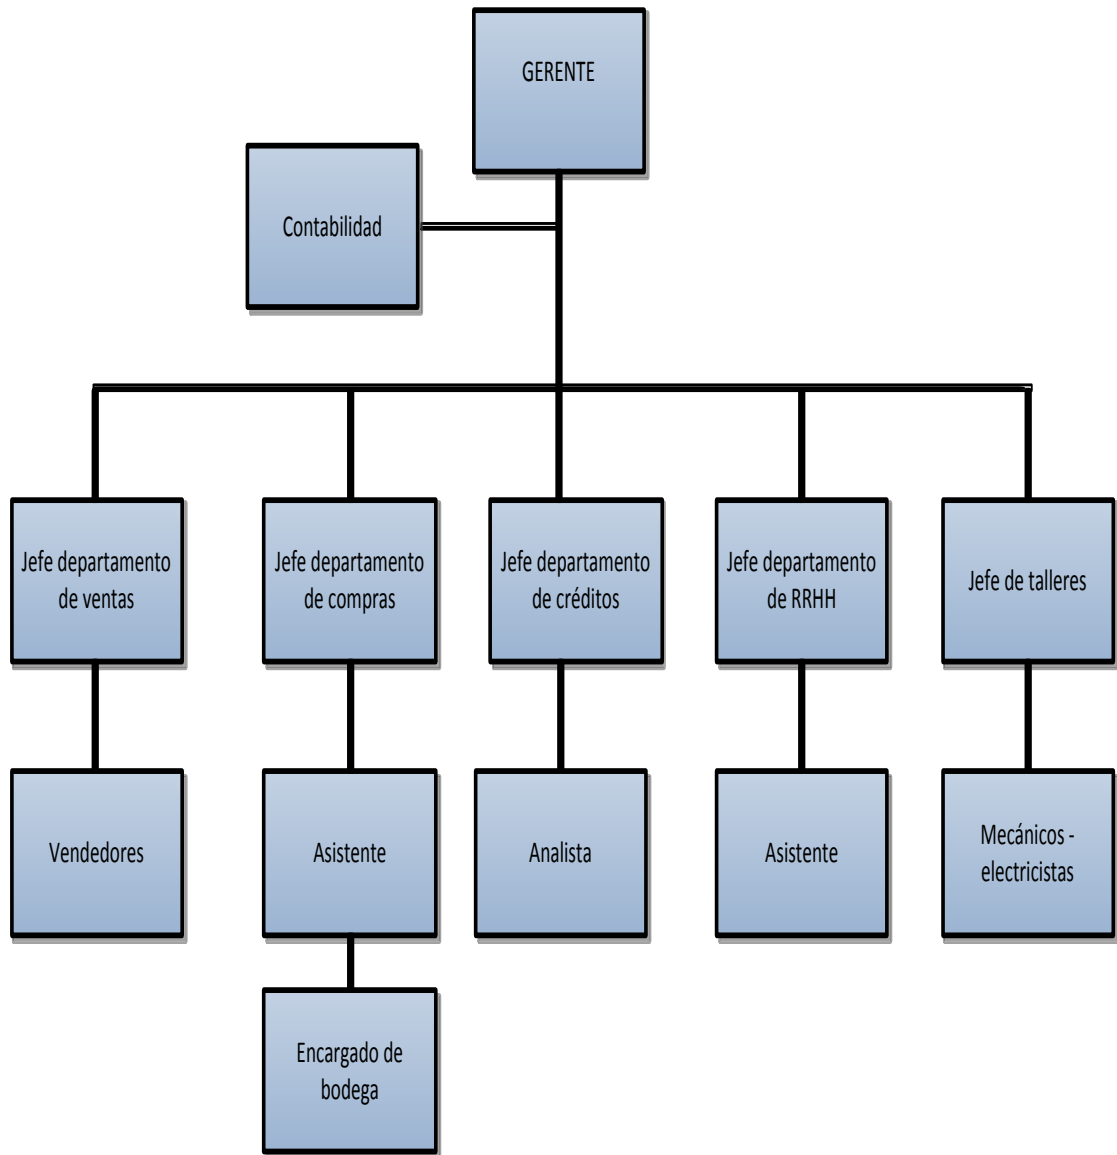 GERENTE
Contabilidad
Jefe departamento
de ventas
Jefe departamento
de compras
Jefe departamento
de créditos
Jefe departamento
de RRHH
Jefe de talleres
Vendedores
Asistente
Analista
Asistente
Mecánicos -
electricistas
Encargado de
bodega